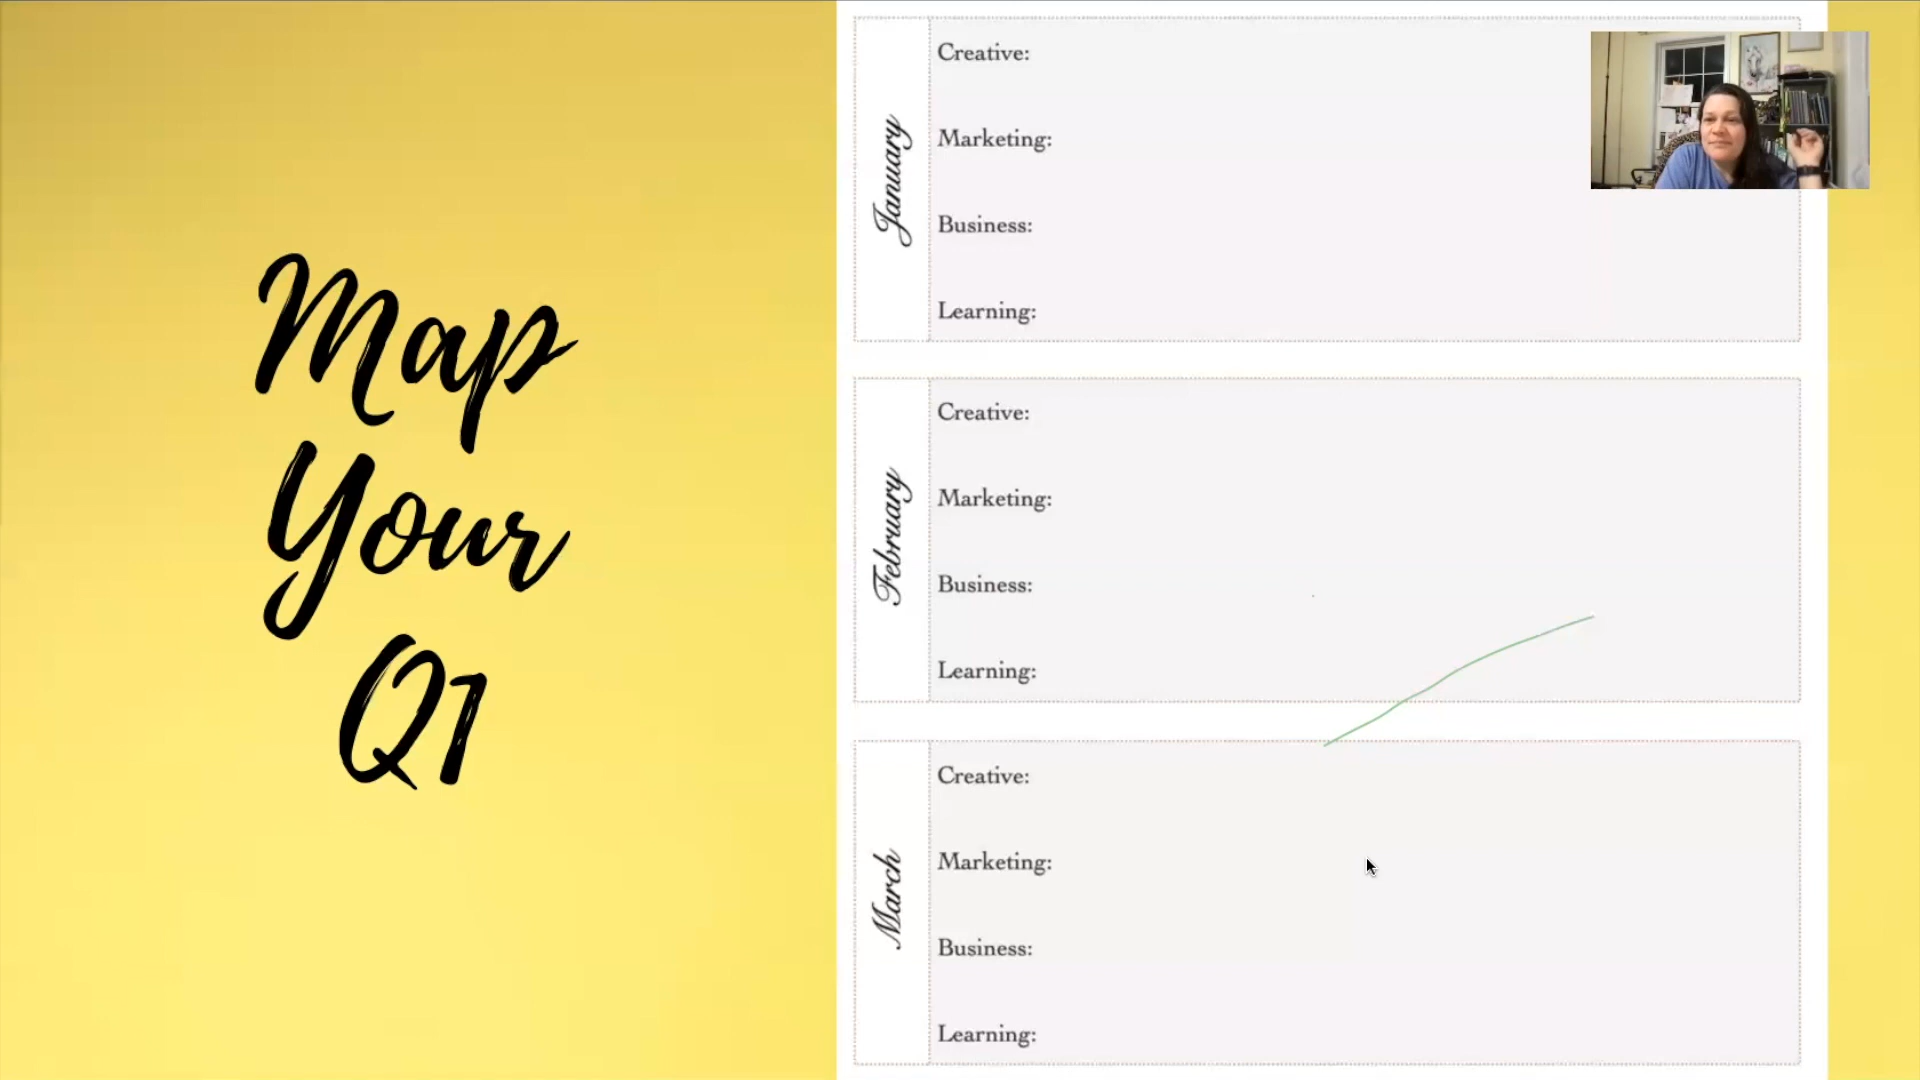 Map
Your
Q1
January
Creative:
Marketing:
Business:
Learning:
February
Creative:
Marketing:
Business:
Learning:
March
Creative:
Marketing:
Business:
Learning: